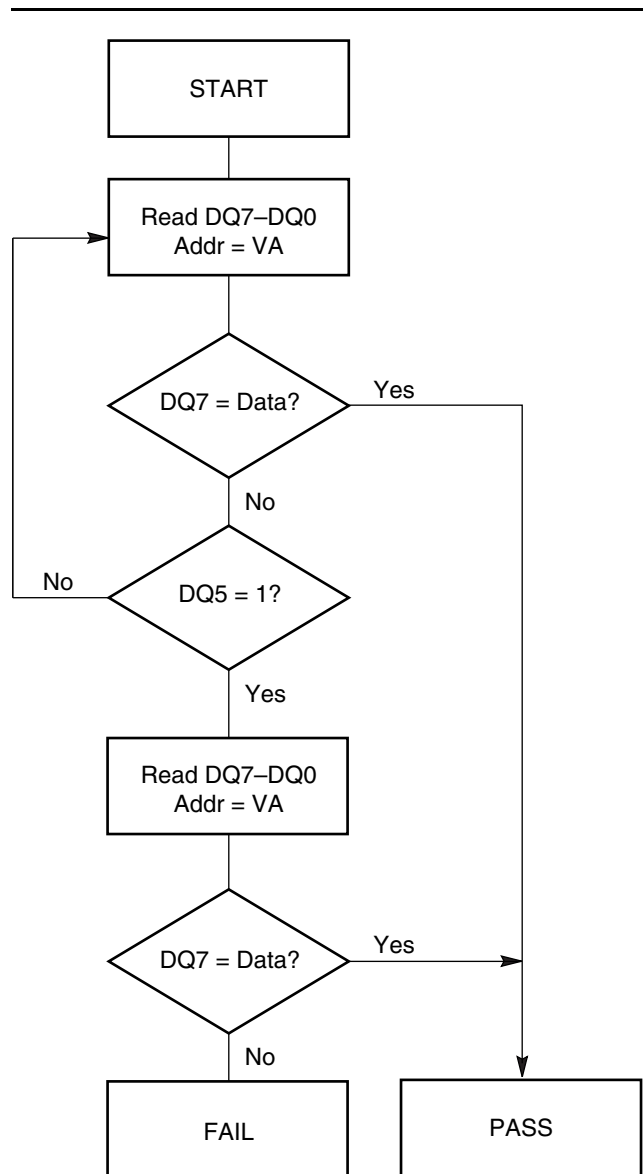 START
Read DQ7–DQ0
Addr = VA
DQ7 = Data?
Yes
No
No
DQ5 = 1?
Yes
Read DQ7–DQ0
Addr = VA
DQ7 = Data?
Yes
No
FAIL
PASS